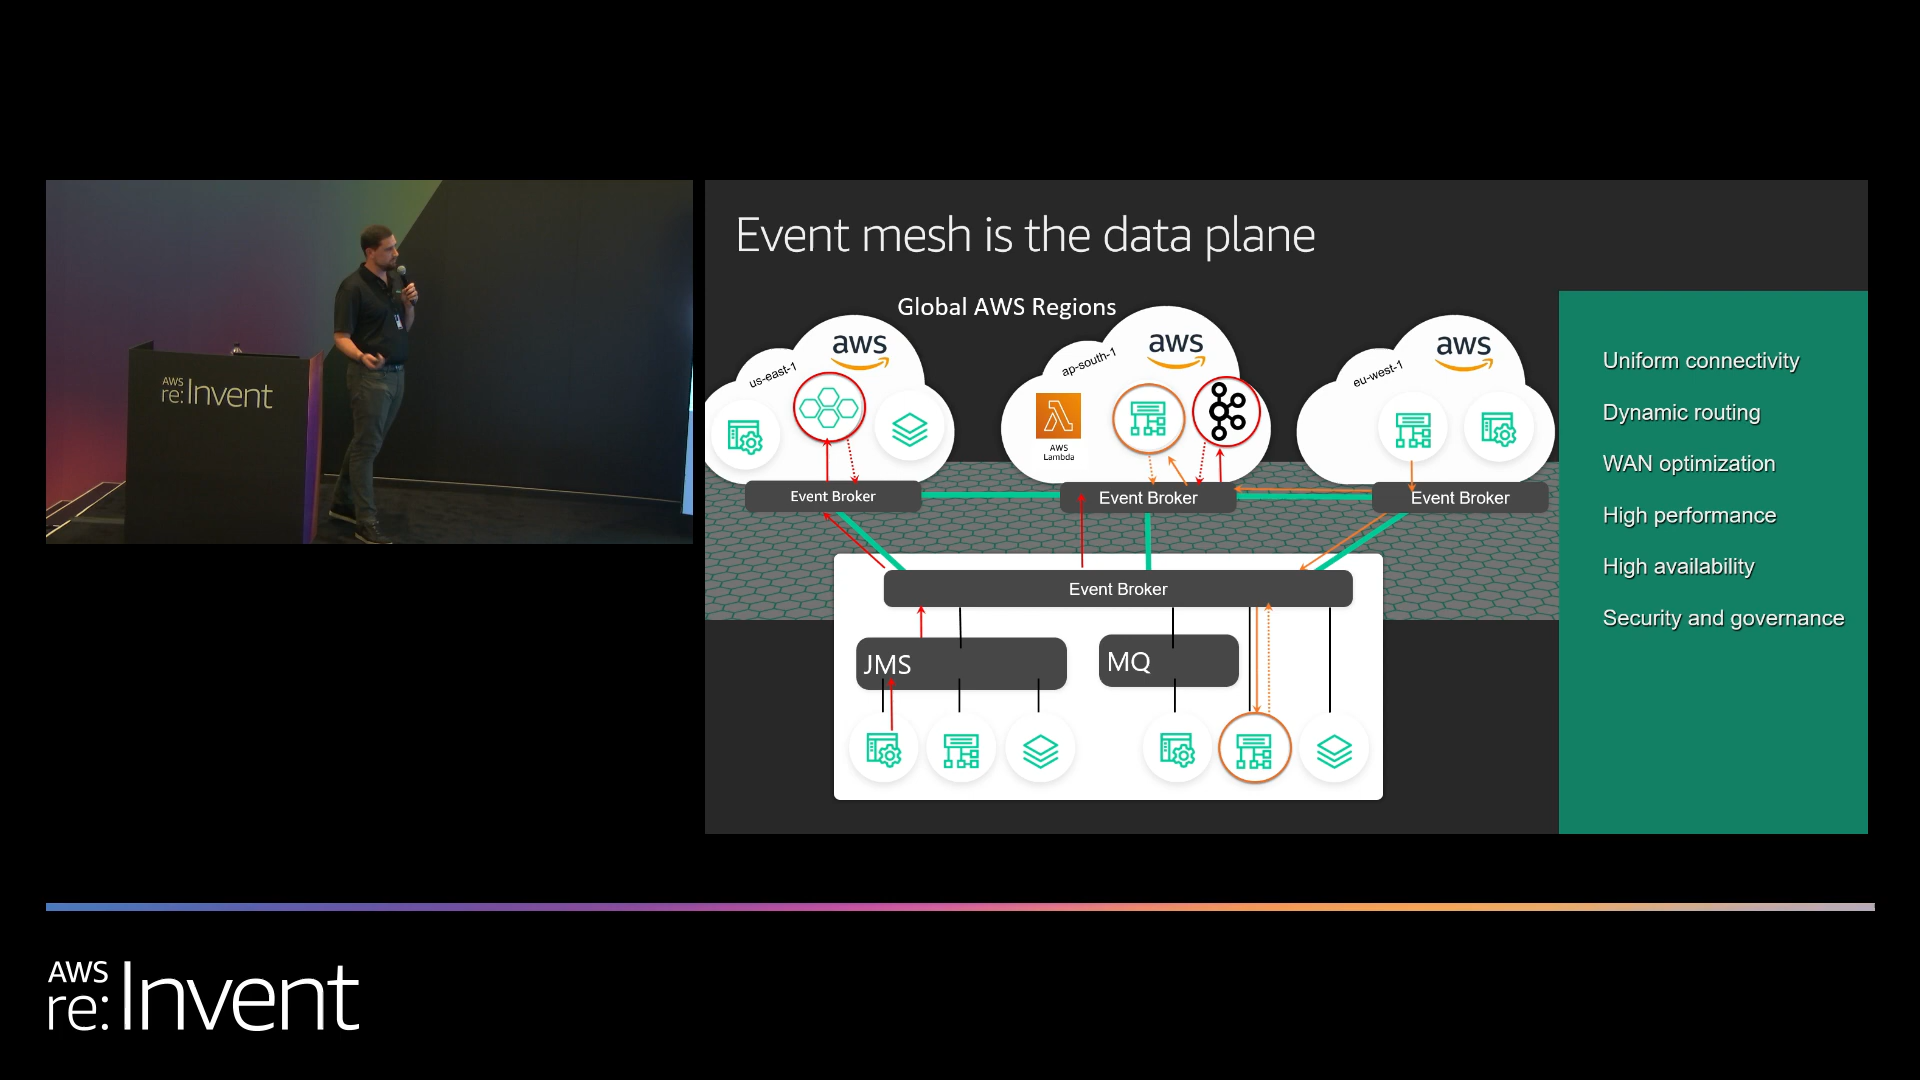 AWS
re:Invent
Event mesh is the data plane
Global AWS Regions
aws
us-east-1
aws
ap-south-1
AWS
Lambda
aws
eu-west-1
Event Broker
Event Broker
Event Broker
Event Broker
JMS
MQ
Uniform connectivity
Dynamic routing
WAN optimization
High performance
High availability
Security and governance
AWS
re:Invent